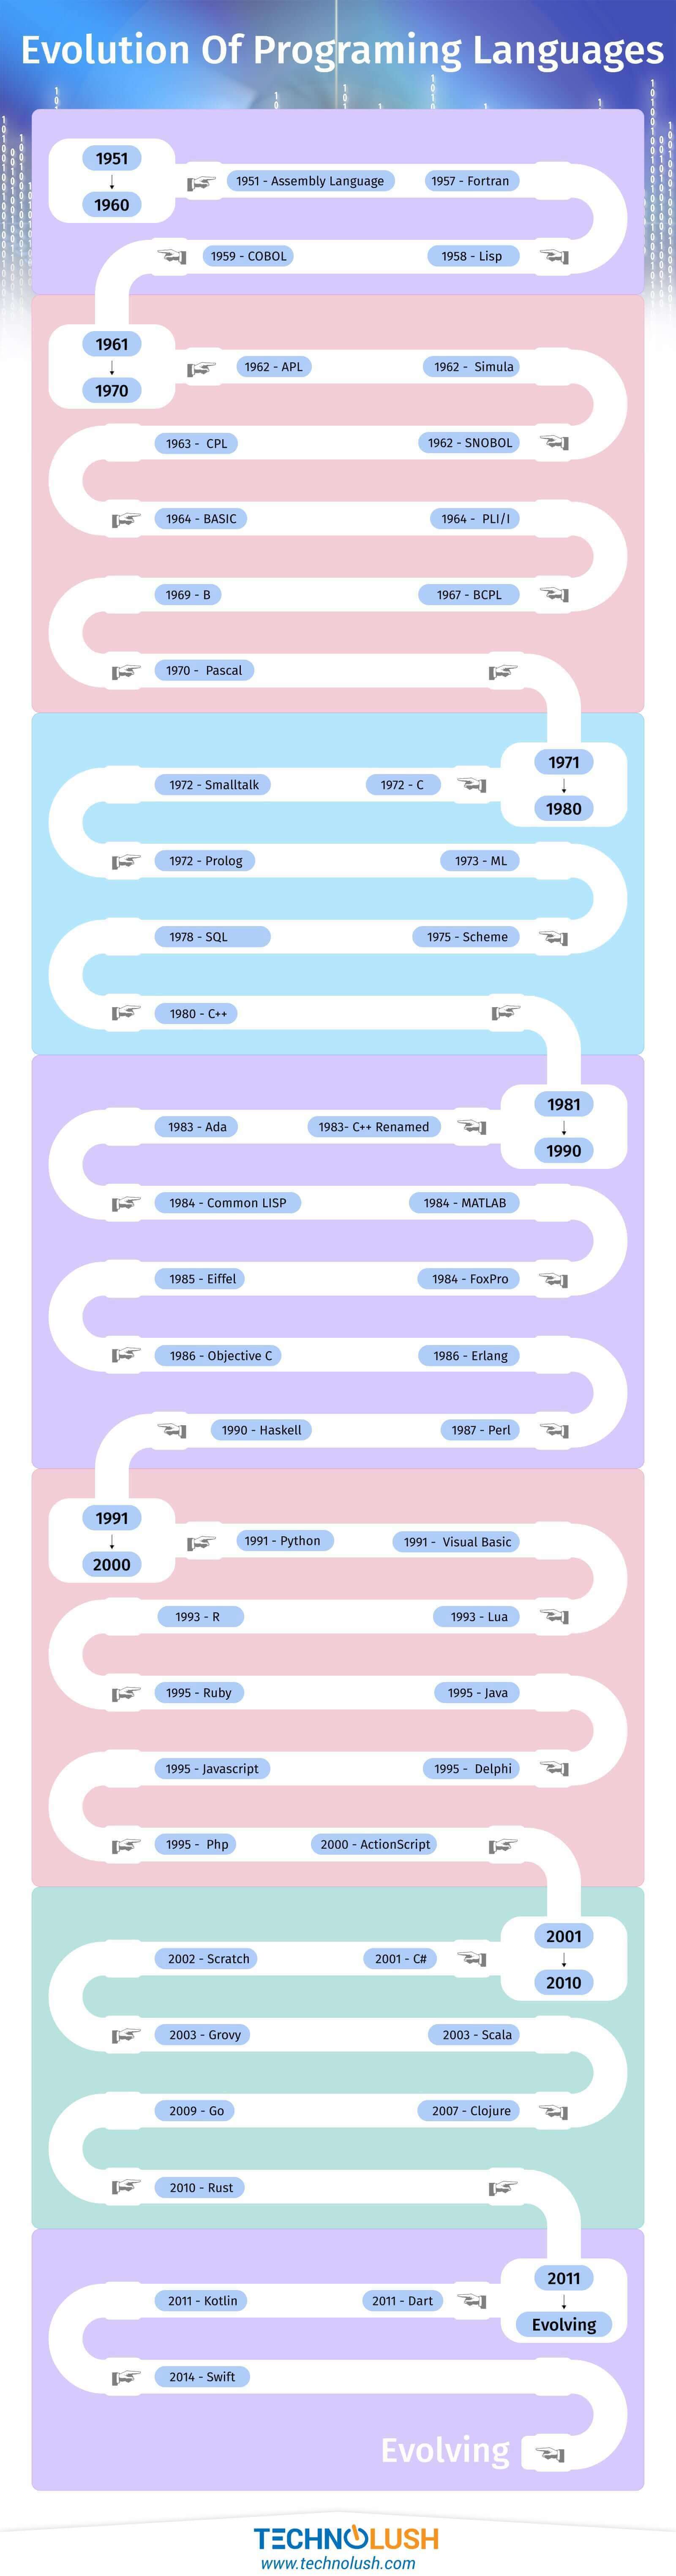 Evolution Of Programing Languages
1951
1960
1951 - Assembly Language
1957 - Fortran
1958 - Lisp
1959 - COBOL
1961
1970
1962 - APL
1962 - Simula
1962 - SNOBOL
1963 - CPL
1964 - BASIC
1964 - PLI/I
1967 - BCPL
1969 - B
1970 - Pascal
1971
1980
1972 - C
1972 - Smalltalk
1972 - Prolog
1973 - ML
1975 - Scheme
1978 - SQL
1980 - C++
1981
1990
1983- C++ Renamed
1983 - Ada
1984 - Common LISP
1984 - MATLAB
1984 - FoxPro
1985 - Eiffel
1986 - Objective C
1986 - Erlang
1987 - Perl
1990 - Haskell
1991
2000
1991 - Python
1991 - Visual Basic
1993 - Lua
1993 - R
1995 - Ruby
1995 - Java
1995 - Delphi
1995 - Javascript
1995 - Php
2000 - ActionScript
2001
2010
2001 - C#
2002 - Scratch
2003 - Grovy
2003 - Scala
2007 - Clojure
2009 - Go
2010 - Rust
2011
Evolving
2011 - Dart
2011 - Kotlin
2014 - Swift
Evolving
TECHNOLUSH
www.technolush.com